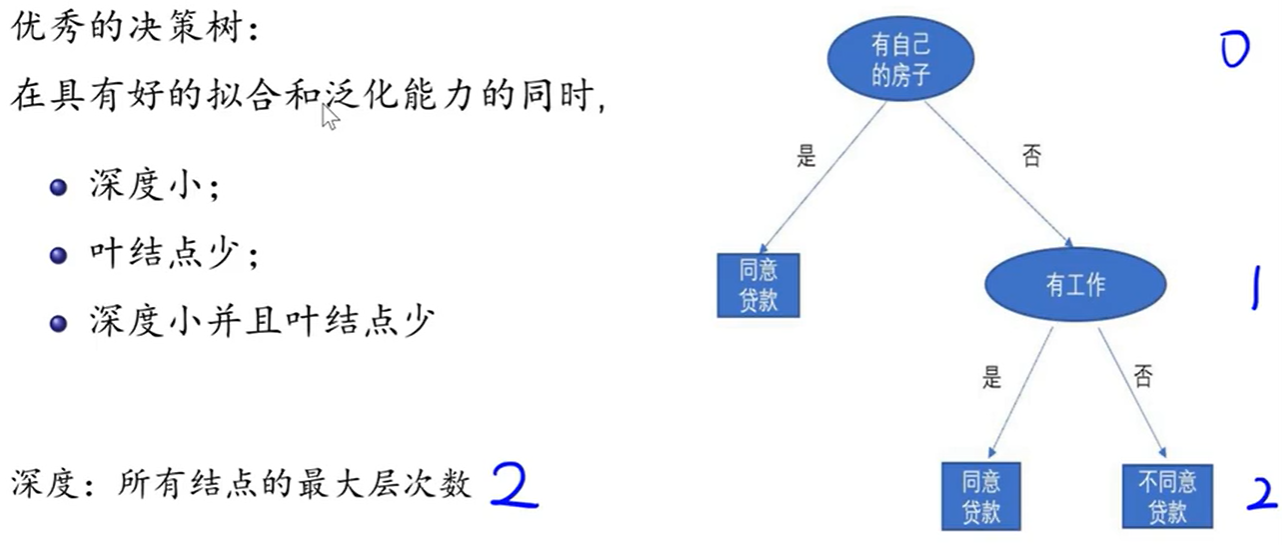 优秀的决策树：
在具有好的拟合和泛化能力的同时，
深度小；
叶结点少；
深度小并且叶结点少
深度：所有结点的最大层次数 2
有自己
的房子
0
是
否
同意
贷款
有工作
1
是
否
同意
贷款
不同意
贷款
2